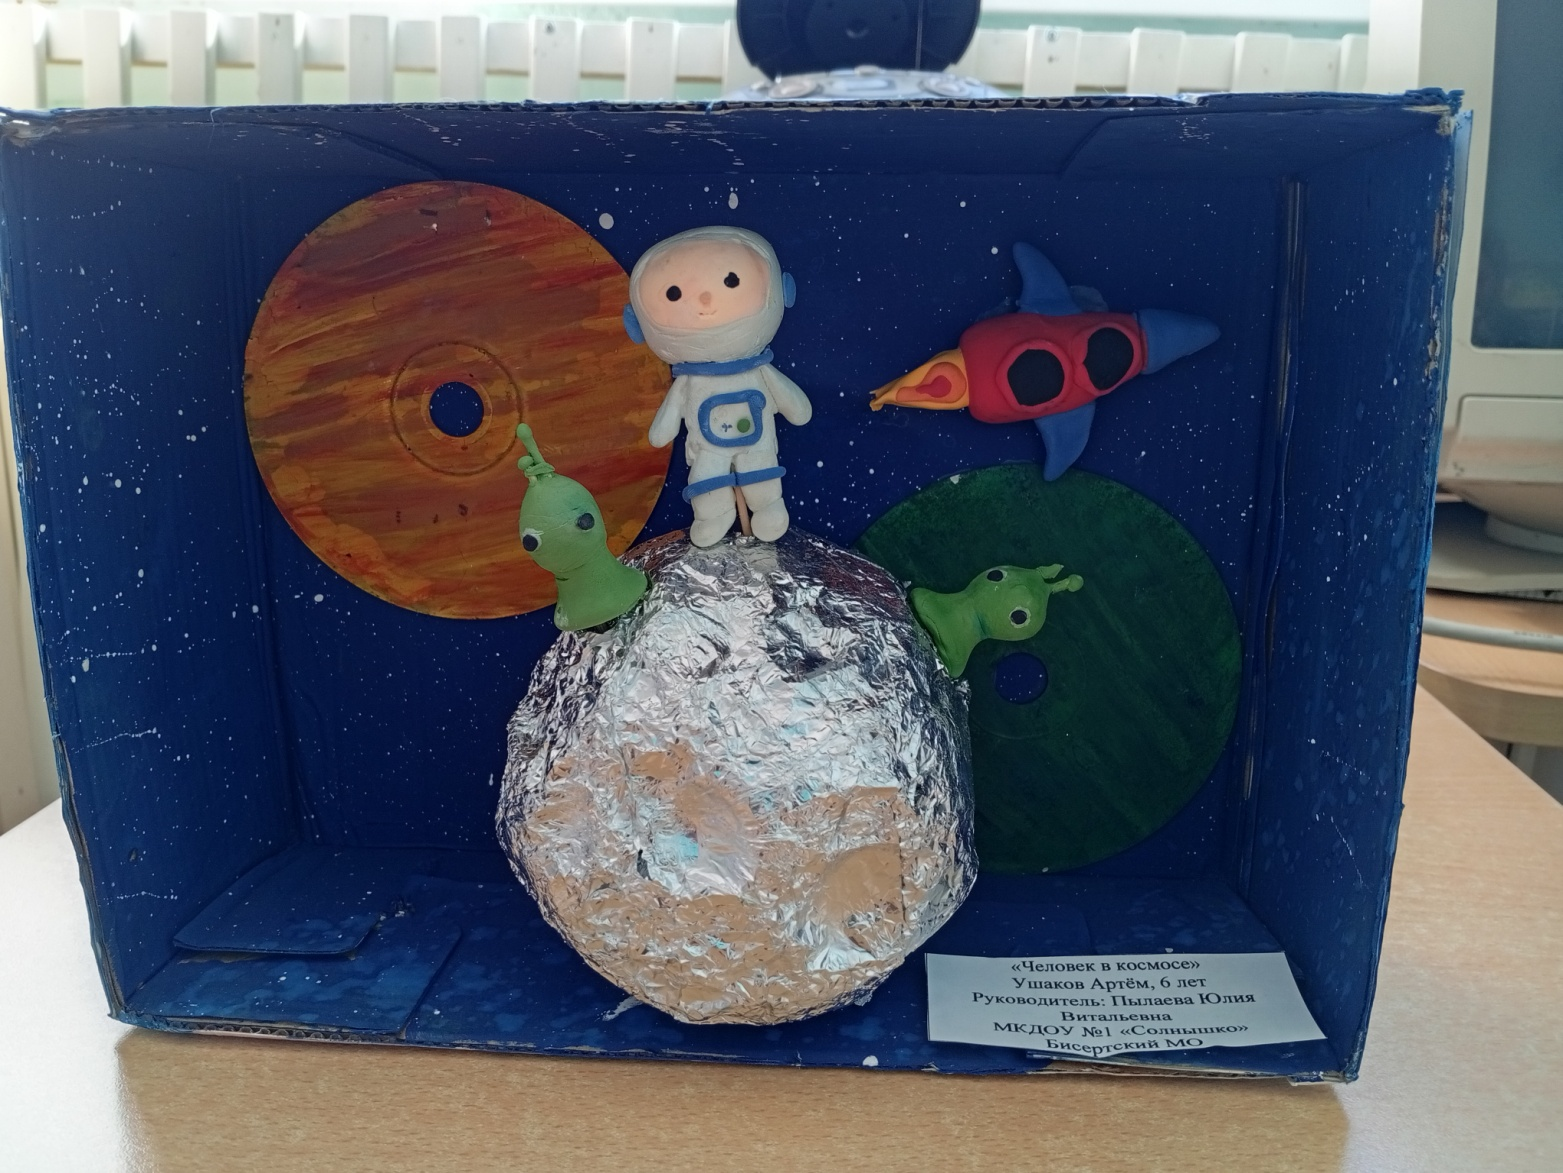 «Человек в космосе»
Ушаков Артём, 6 лет
Руководитель: Пылаева Юлия
Витальевна
МКДОУ №1 «Солнышко»
Бисертский МО